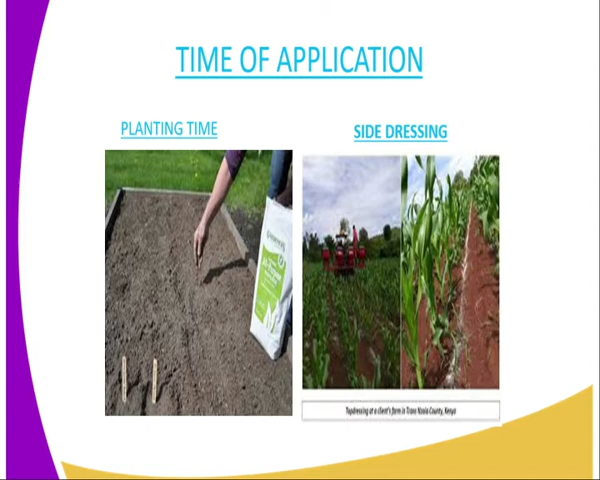 TIME OF APPLICATION
PLANTING TIME
SIDE DRESSING
Topdressing at a client's farm in Trans Nzoia County, Kenya